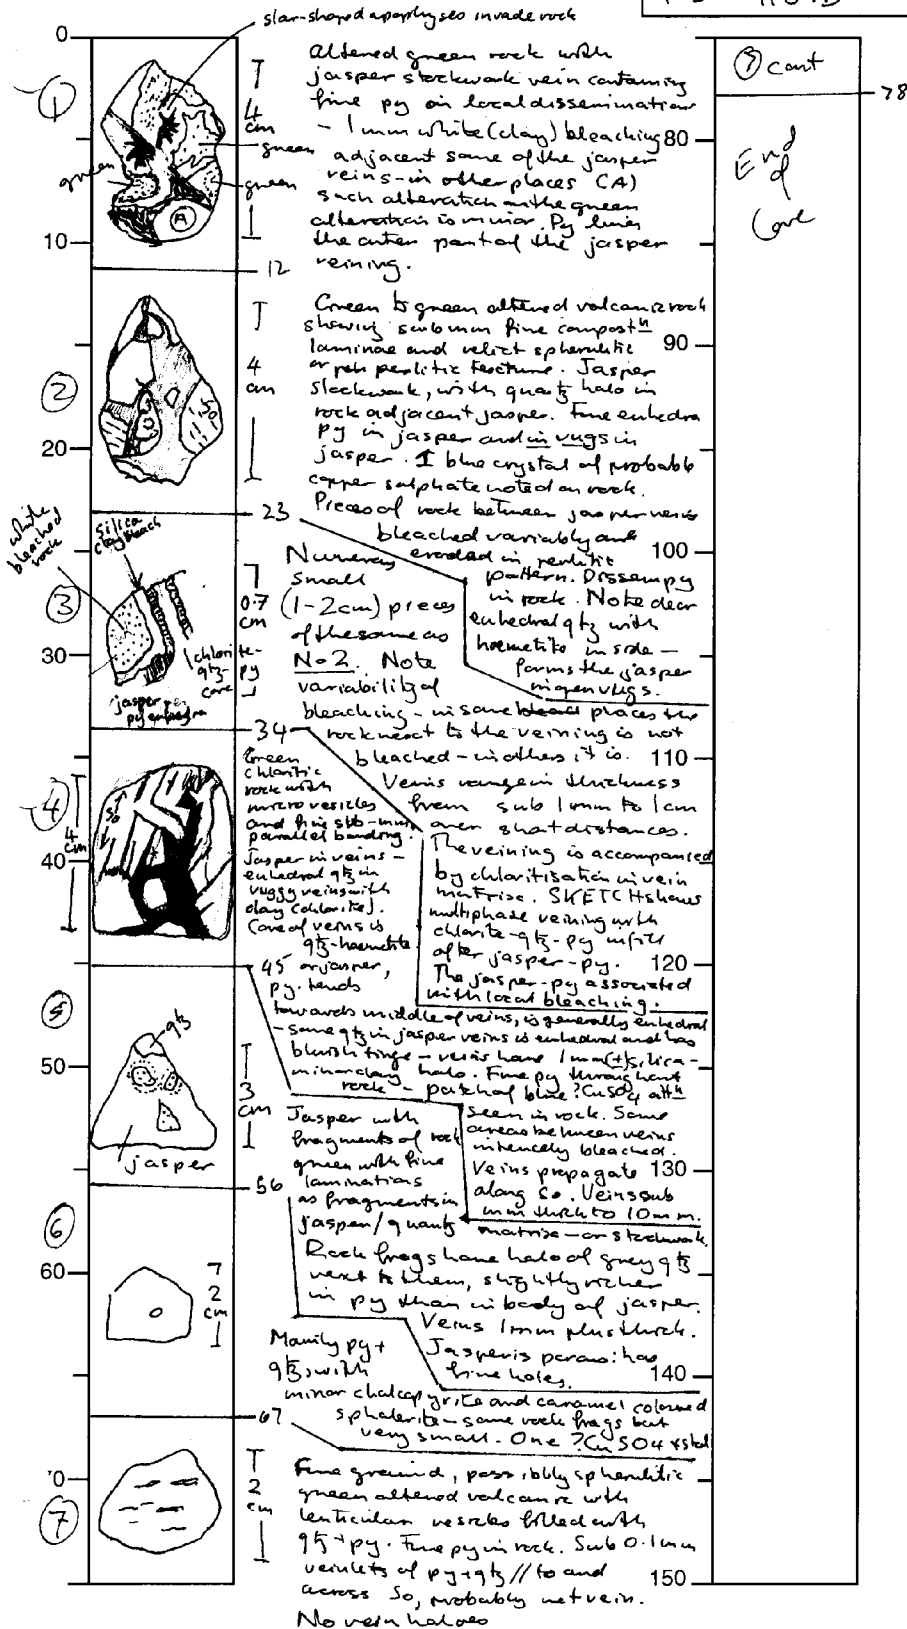 star-shaped apophyses invade rock
0
①
4
cm
green
green
green
A
10
12
Altered green rock with
jasper stockwork vein containing
fine py on local dissemination
- 1mm white (clay) bleaching
adjacent some of the jasper
veins - in other places (A)
such alteration on the green
alteration is minor. Py lines
the outer part of the jasper
veining.
②
4
cm
So
20
23
Green to green altered volcanic rock
showing submm fine compostⁿ
laminae and relict spherulitic
or perlitic texture. Jasper
stockwork, with quartz halo in
rock adjacent jasper. Fine euhedra
py in jasper and in vugs in
jasper. 1 blue crystal of probable
copper sulphate noted on rock.
Pieces of rock between jasper veins
bleached variably and
eroded in perlitic
pattern. Dissem py
in rock. Note clear
euhedral qtz with
haematite inside -
forms the jasper
in open vugs.
③
white
bleached
rock
silica
clay bleach
0.7
cm
chlorite-
qtz-py
core
jasper
py euhedra
30
34
Numerous
small
(1-2cm) pieces
of the same as
No 2. Note
variability of
bleaching - in some places the
rock next to the veining is not
bleached - in others it is.
Veins range in thickness
from sub 1mm to 1cm
over short distances.
The veining is accompanied
by chloritisation in vein
matrix. SKETCH shows
multiphase veining with
chlorite-qtz-py infill
after jasper-py.
The jasper-py associated
with local bleaching.
④
4
cm
So
40
45
Green
chloritic
rock with
microvesicles
and fine sub-mm
parallel banding.
Jasper in veins -
euhedral qtz in
vuggy veins with
clay (chlorite).
Core of veins is
qtz-haematite
or jasper,
py. tends
towards middle of veins, is generally euhedral
- some qtz in jasper veins is euhedral and has
bluish tinge - veins have 1mm(±) silica-
minor clay halo. Fine py throughout
rock - patch of blue ?CuSO4 altⁿ
seen in rock. Some
areas between veins
intensely bleached.
Veins propagate
along So. Veins sub
mm thick to 10mm.
⑤
qtz
3
cm
jasper
50
56
Jasper with
fragments of rock
green with fine
laminations
as fragments in
jasper/quartz
matrix - or stockwork.
Rock frags have halo of grey qtz
next to them, slightly richer
in py than in body of jasper.
Veins 1mm plus thick.
Jasper is porous: has
fine holes.
⑥
60
2
cm
67
Mainly py+
qtz, with
minor chalcopyrite and caramel coloured
sphalerite - some rock frags but
very small. One ?CuSO4 xstal
⑦
70
2
cm
Fine ground, possibly spherulitic
green altered volcanic with
lenticular vesicles filled with
qtz+py. Fine py in rock. Sub 0.1mm
veinlets of py+qtz // to and
across So, probably net vein.
No vein haloes
⑦ cont
78
80
End
of
Core
90
100
110
120
130
140
150